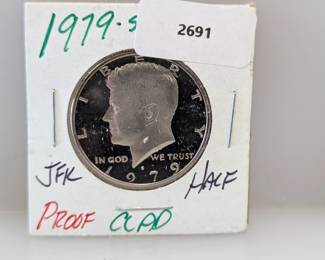 1979-S
2691
LIBERTY
IN GOD WE TRUST
1979
JFK HALF
PROOF CLAD